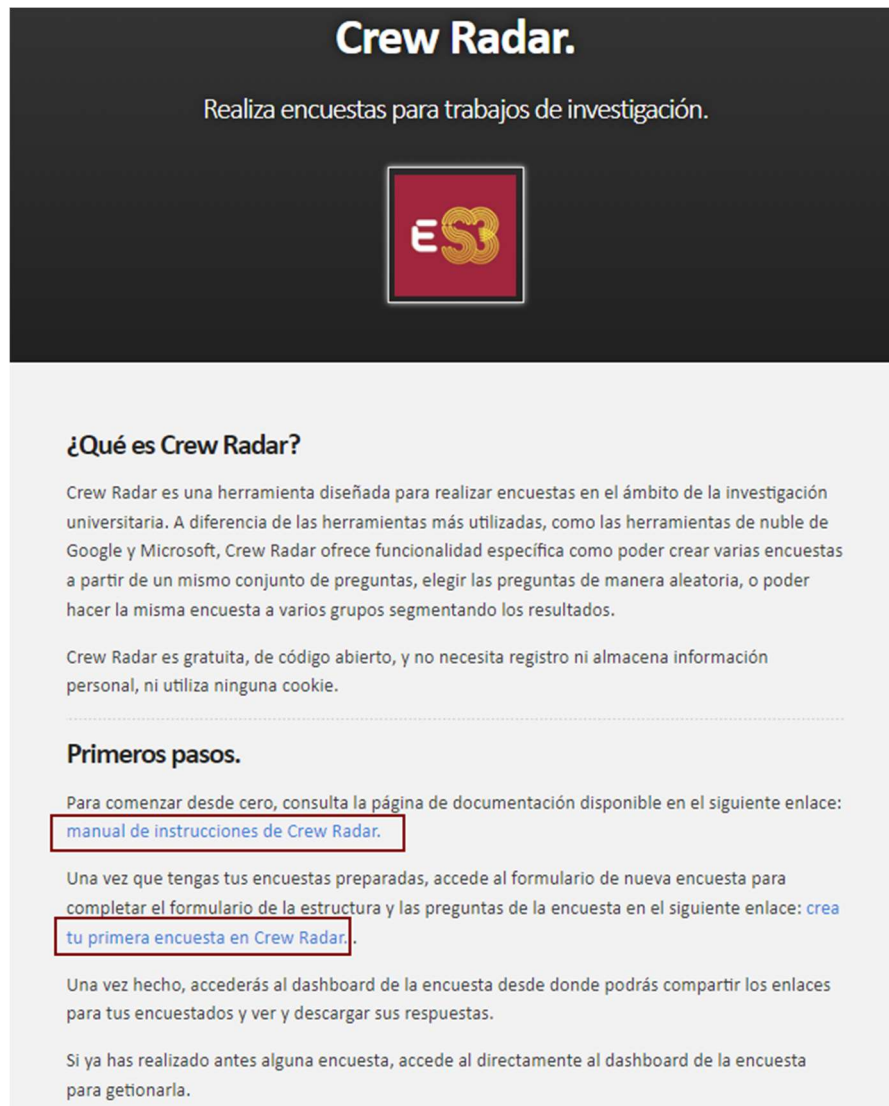 Crew Radar.
Realiza encuestas para trabajos de investigación.
ES3
¿Qué es Crew Radar?
Crew Radar es una herramienta diseñada para realizar encuestas en el ámbito de la investigación
universitaria. A diferencia de las herramientas más utilizadas, como las herramientas de nuble de
Google y Microsoft, Crew Radar ofrece funcionalidad específica como poder crear varias encuestas
a partir de un mismo conjunto de preguntas, elegir las preguntas de manera aleatoria, o poder
hacer la misma encuesta a varios grupos segmentando los resultados.
Crew Radar es gratuita, de código abierto, y no necesita registro ni almacena información
personal, ni utiliza ninguna cookie.
Primeros pasos.
Para comenzar desde cero, consulta la página de documentación disponible en el siguiente enlace:
manual de instrucciones de Crew Radar.
Una vez que tengas tus encuestas preparadas, accede al formulario de nueva encuesta para
completar el formulario de la estructura y las preguntas de la encuesta en el siguiente enlace: crea
tu primera encuesta en Crew Radar. .
Una vez hecho, accederás al dashboard de la encuesta desde donde podrás compartir los enlaces
para tus encuestados y ver y descargar sus respuestas.
Si ya has realizado antes alguna encuesta, accede al directamente al dashboard de la encuesta
para getionarla.